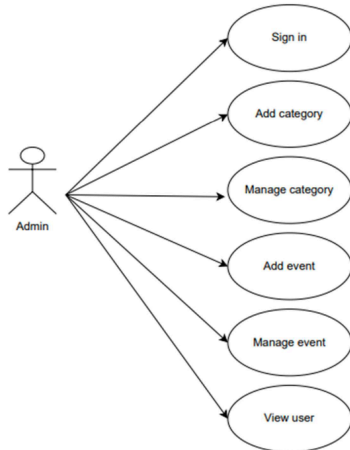 Sign in
Add category
Manage category
Admin
Add event
Manage event
View user